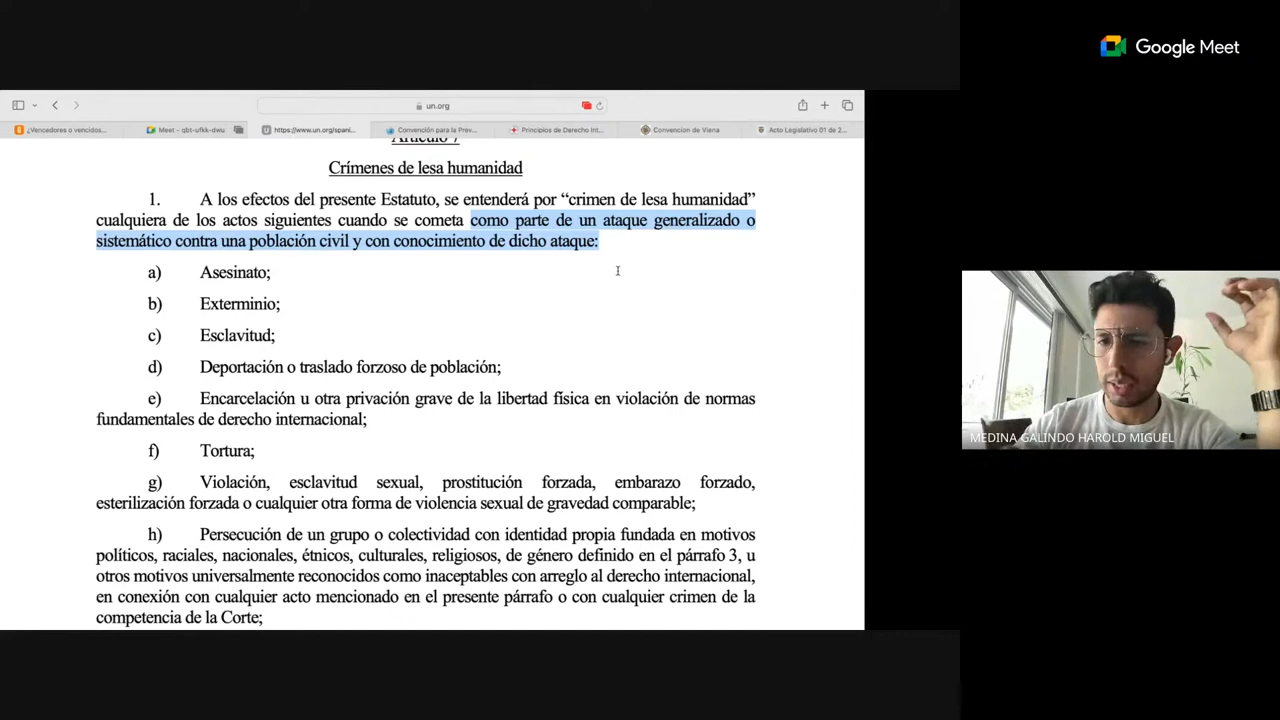 Google Meet
un.org
¿Vencedores o vencidos...
Meet - qbt-ufkk-dwu
https://www.un.org/spani...
Convención para la Prev...
Principios de Derecho Int...
Convencion de Viena
Acto Legislativo 01 de 2...
Artículo 7
Crímenes de lesa humanidad
1. A los efectos del presente Estatuto, se entenderá por “crimen de lesa humanidad”
cualquiera de los actos siguientes cuando se cometa como parte de un ataque generalizado o
sistemático contra una población civil y con conocimiento de dicho ataque:
a) Asesinato;
b) Exterminio;
c) Esclavitud;
d) Deportación o traslado forzoso de población;
e) Encarcelación u otra privación grave de la libertad física en violación de normas
fundamentales de derecho internacional;
f) Tortura;
g) Violación, esclavitud sexual, prostitución forzada, embarazo forzado,
esterilización forzada o cualquier otra forma de violencia sexual de gravedad comparable;
h) Persecución de un grupo o colectividad con identidad propia fundada en motivos
políticos, raciales, nacionales, étnicos, culturales, religiosos, de género definido en el párrafo 3, u
otros motivos universalmente reconocidos como inaceptables con arreglo al derecho internacional,
en conexión con cualquier acto mencionado en el presente párrafo o con cualquier crimen de la
competencia de la Corte;
MEDINA GALINDO HAROLD MIGUEL